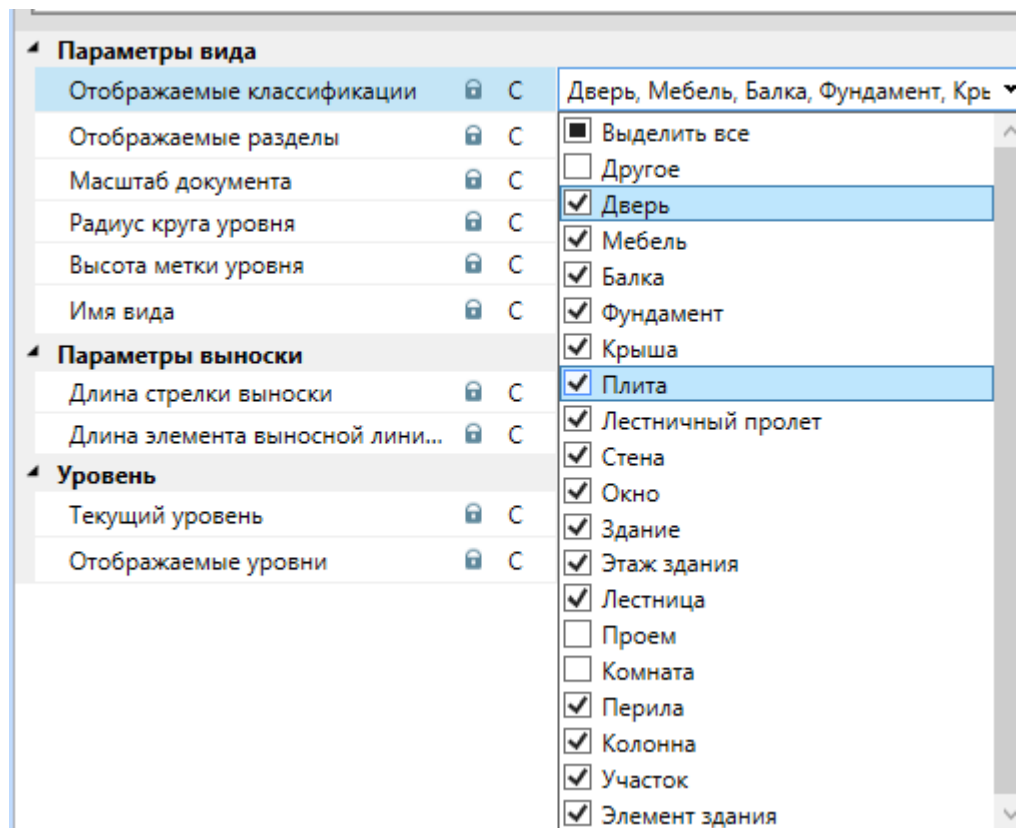 Параметры вида
Отображаемые классификации С Дверь, Мебель, Балка, Фундамент, Крь
Отображаемые разделы С
Масштаб документа С
Радиус круга уровня С
Высота метки уровня С
Имя вида С
Параметры выноски
Длина стрелки выноски С
Длина элемента выносной лини... С
Уровень
Текущий уровень С
Отображаемые уровни С
Выделить все
Другое
Дверь
Мебель
Балка
Фундамент
Крыша
Плита
Лестничный пролет
Стена
Окно
Здание
Этаж здания
Лестница
Проем
Комната
Перила
Колонна
Участок
Элемент здания